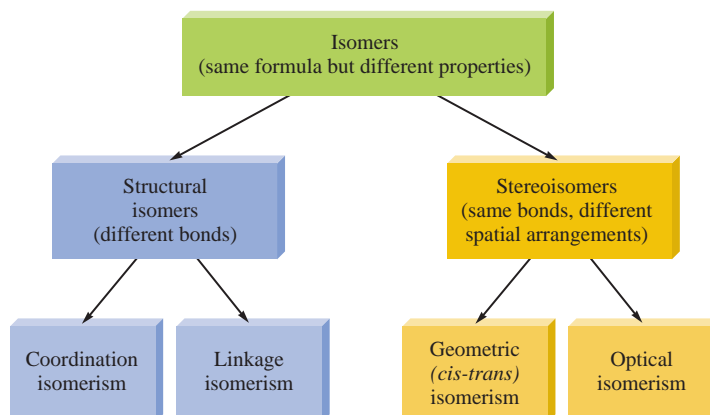 Isomers
(same formula but different properties)
Structural
isomers
(different bonds)
Stereoisomers
(same bonds, different
spatial arrangements)
Coordination
isomerism
Linkage
isomerism
Geometric
(cis-trans)
isomerism
Optical
isomerism